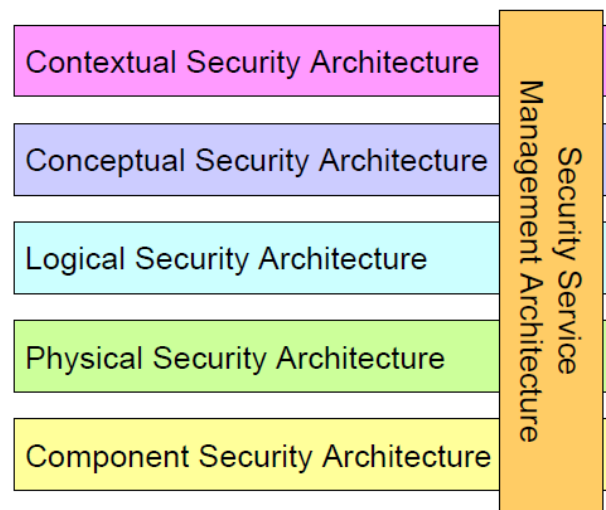 Contextual Security Architecture
Conceptual Security Architecture
Logical Security Architecture
Physical Security Architecture
Component Security Architecture
Security Service
Management Architecture